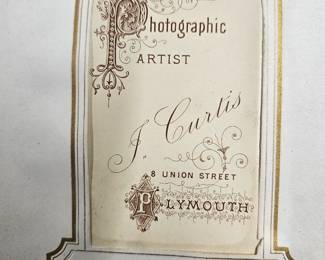 Photographic
ARTIST
J. Curtis
8 UNION STREET
PLYMOUTH